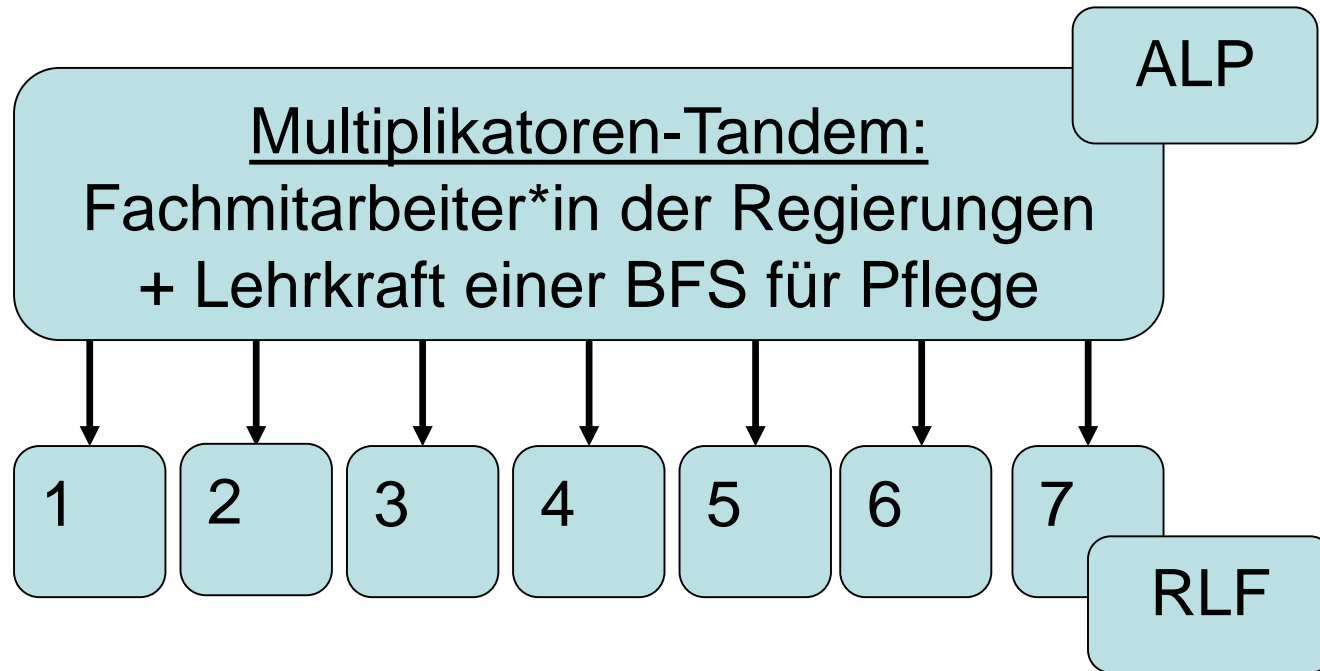 ALP
Multiplikatoren-Tandem:
Fachmitarbeiter*in der Regierungen
+ Lehrkraft einer BFS für Pflege
1
2
3
4
5
6
7
RLF